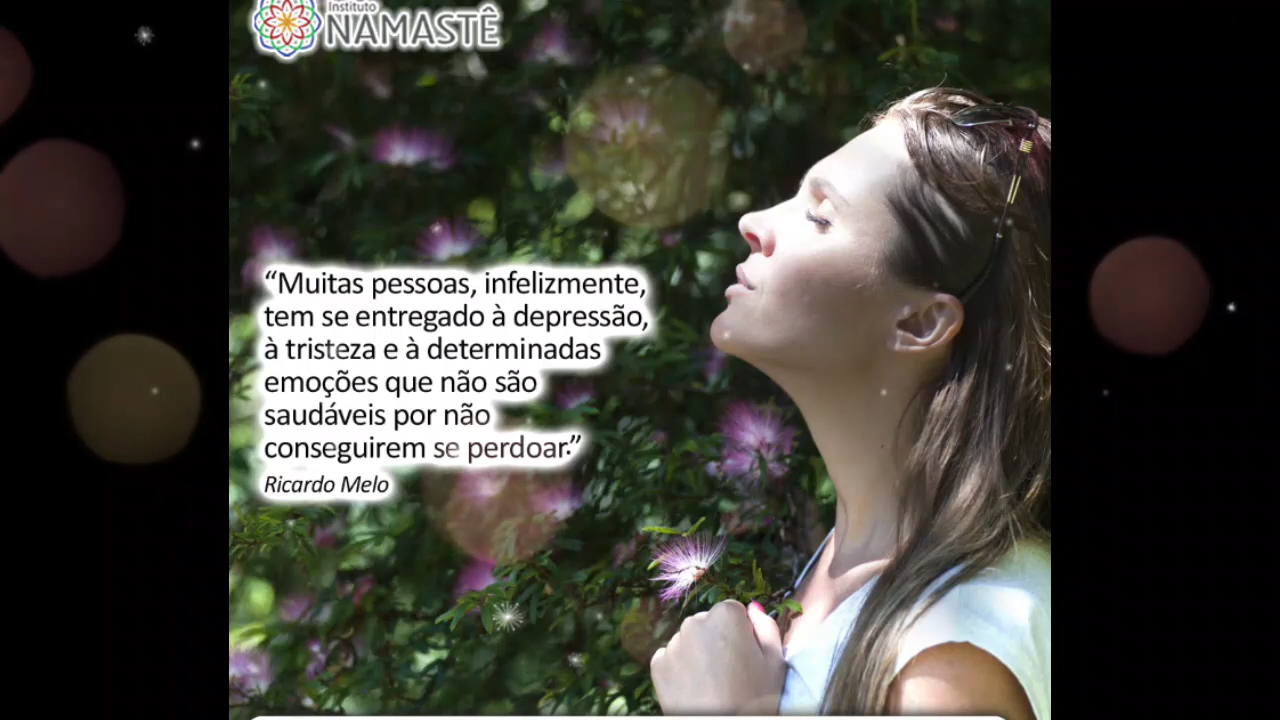 Instituto
NAMASTÊ
“Muitas pessoas, infelizmente,
tem se entregado à depressão,
à tristeza e à determinadas
emoções que não são
saudáveis por não
conseguirem se perdoar.”
Ricardo Melo